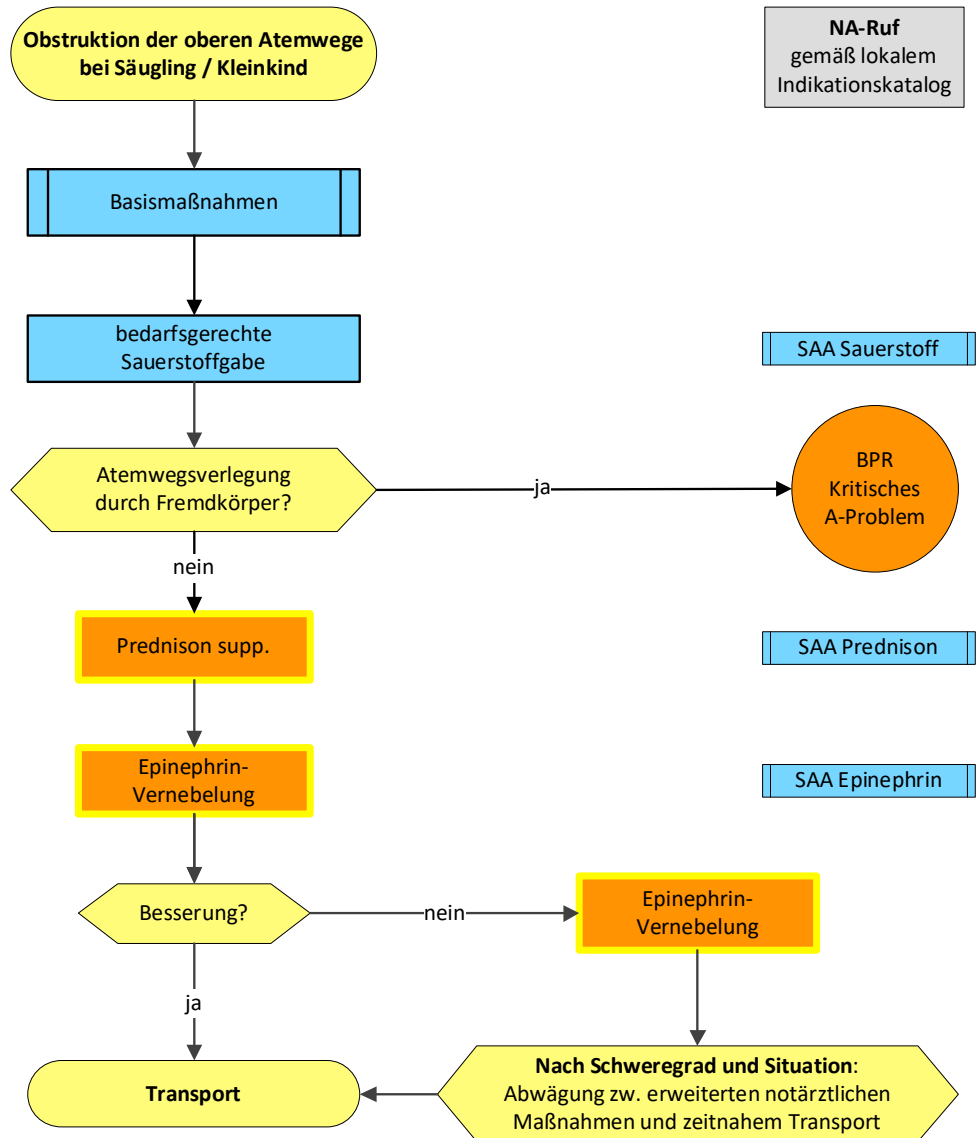 Obstruktion der oberen Atemwege
bei Säugling / Kleinkind
NA-Ruf
gemäß lokalem
Indikationskatalog
Basismaßnahmen
bedarfsgerechte
Sauerstoffgabe
SAA Sauerstoff
Atemwegsverlegung
durch Fremdkörper?
ja
BPR
Kritisches
A-Problem
nein
Prednison supp.
SAA Prednison
Epinephrin-
Vernebelung
SAA Epinephrin
Besserung?
nein
Epinephrin-
Vernebelung
ja
Nach Schweregrad und Situation:
Abwägung zw. erweiterten notärztlichen
Maßnahmen und zeitnahem Transport
Transport